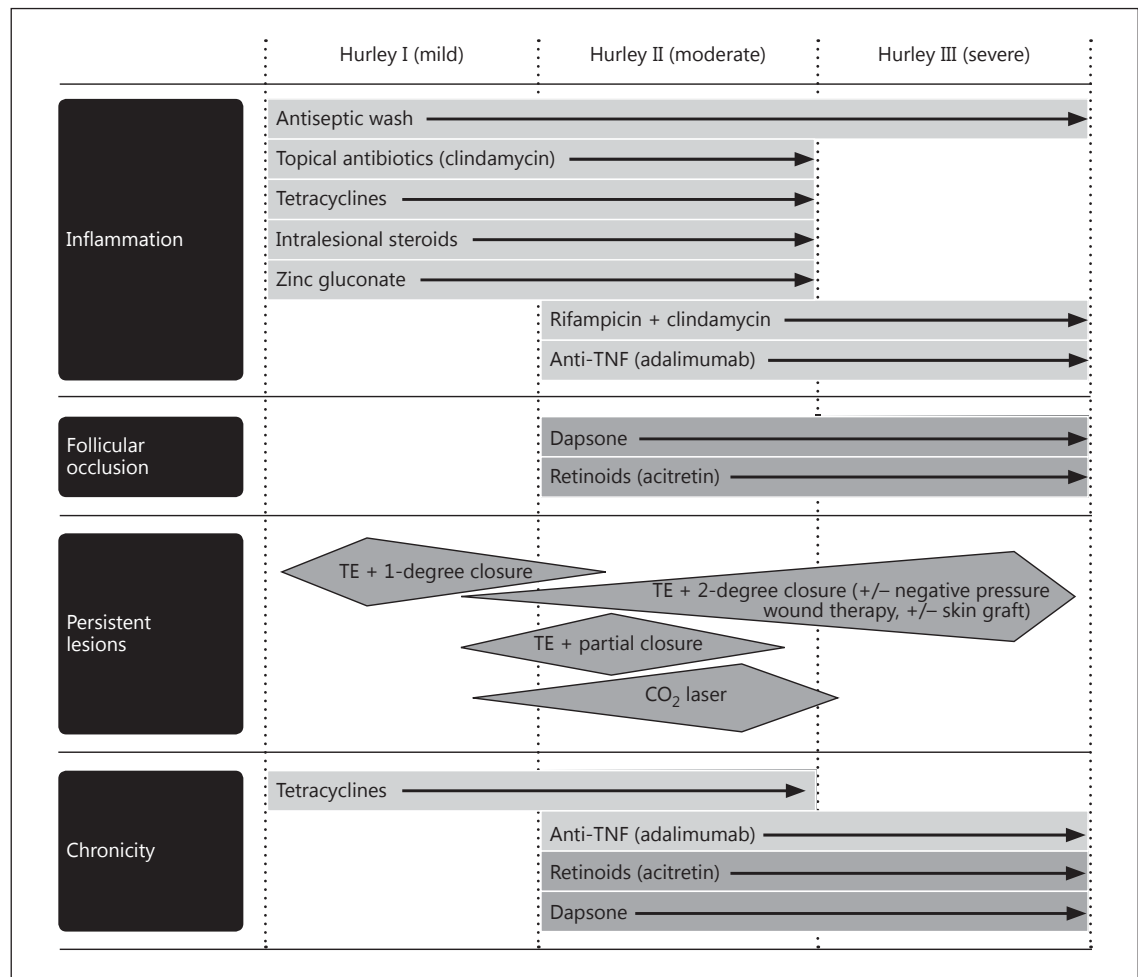 Hurley I (mild)
Hurley II (moderate)
Hurley III (severe)
Inflammation
Antiseptic wash
Topical antibiotics (clindamycin)
Tetracyclines
Intralesional steroids
Zinc gluconate
Rifampicin + clindamycin
Anti-TNF (adalimumab)
Follicular
occlusion
Dapsone
Retinoids (acitretin)
Persistent
lesions
TE + 1-degree closure
TE + 2-degree closure (+/– negative pressure
wound therapy, +/– skin graft)
TE + partial closure
CO₂ laser
Chronicity
Tetracyclines
Anti-TNF (adalimumab)
Retinoids (acitretin)
Dapsone